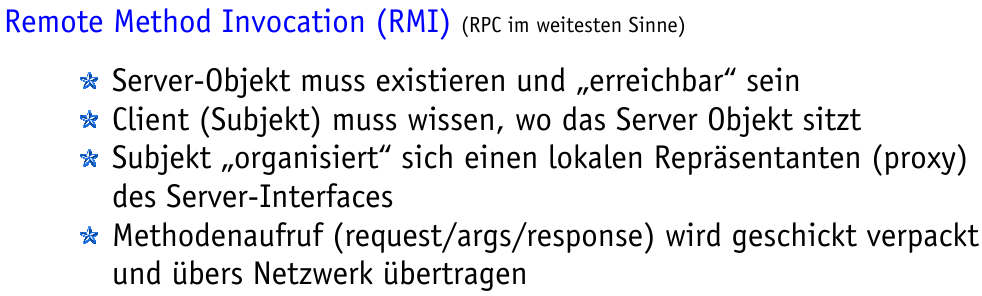 Remote Method Invocation (RMI) (RPC im weitesten Sinne)
Server-Objekt muss existieren und „erreichbar“ sein
Client (Subjekt) muss wissen, wo das Server Objekt sitzt
Subjekt „organisiert“ sich einen lokalen Repräsentanten (proxy)
des Server-Interfaces
Methodenaufruf (request/args/response) wird geschickt verpackt
und übers Netzwerk übertragen